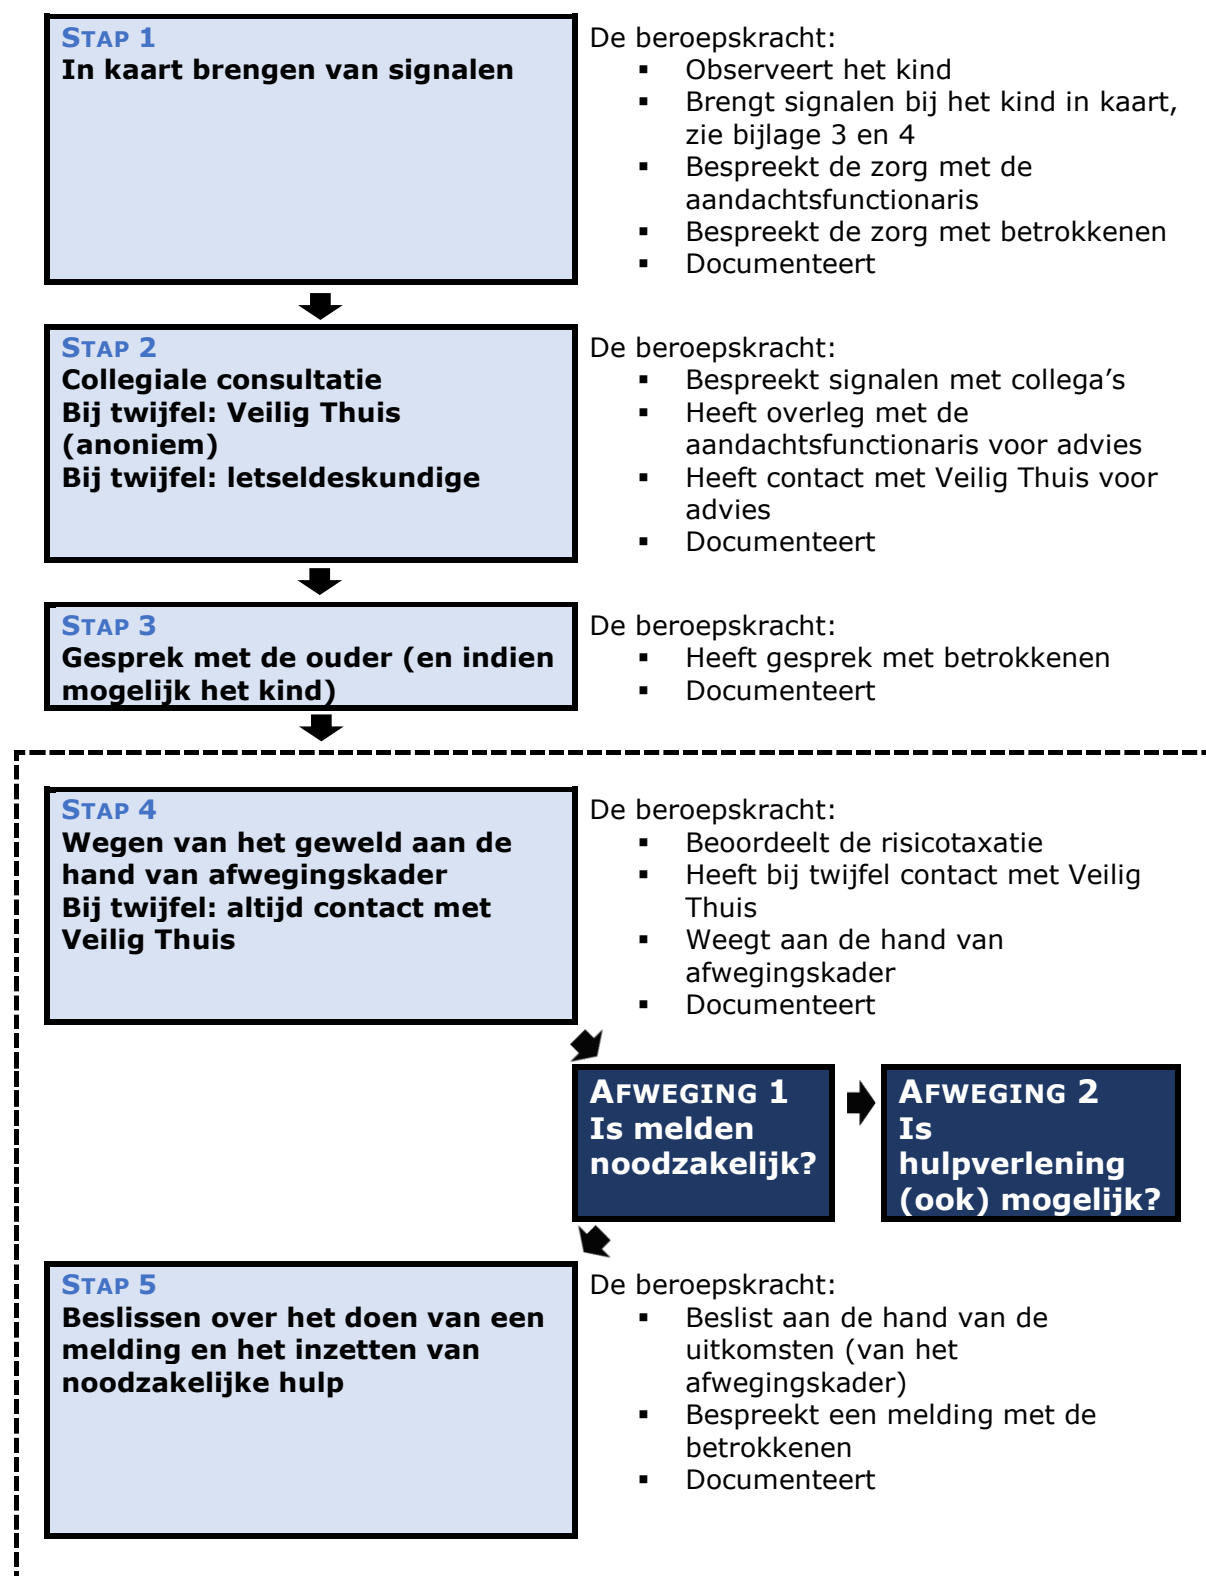 STAP 1
In kaart brengen van signalen
De beroepskracht:
▪ Observeert het kind
▪ Brengt signalen bij het kind in kaart,
zie bijlage 3 en 4
▪ Bespreekt de zorg met de
aandachtsfunctionaris
▪ Bespreekt de zorg met betrokkenen
▪ Documenteert
STAP 2
Collegiale consultatie
Bij twijfel: Veilig Thuis
(anoniem)
Bij twijfel: letseldeskundige
De beroepskracht:
▪ Bespreekt signalen met collega’s
▪ Heeft overleg met de
aandachtsfunctionaris voor advies
▪ Heeft contact met Veilig Thuis voor
advies
▪ Documenteert
STAP 3
Gesprek met de ouder (en indien
mogelijk het kind)
De beroepskracht:
▪ Heeft gesprek met betrokkenen
▪ Documenteert
STAP 4
Wegen van het geweld aan de
hand van afwegingskader
Bij twijfel: altijd contact met
Veilig Thuis
De beroepskracht:
▪ Beoordeelt de risicotaxatie
▪ Heeft bij twijfel contact met Veilig
Thuis
▪ Weegt aan de hand van
afwegingskader
▪ Documenteert
AFWEGING 1
Is melden
noodzakelijk?
AFWEGING 2
Is
hulpverlening
(ook) mogelijk?
STAP 5
Beslissen over het doen van een
melding en het inzetten van
noodzakelijke hulp
De beroepskracht:
▪ Beslist aan de hand van de
uitkomsten (van het
afwegingskader)
▪ Bespreekt een melding met de
betrokkenen
▪ Documenteert